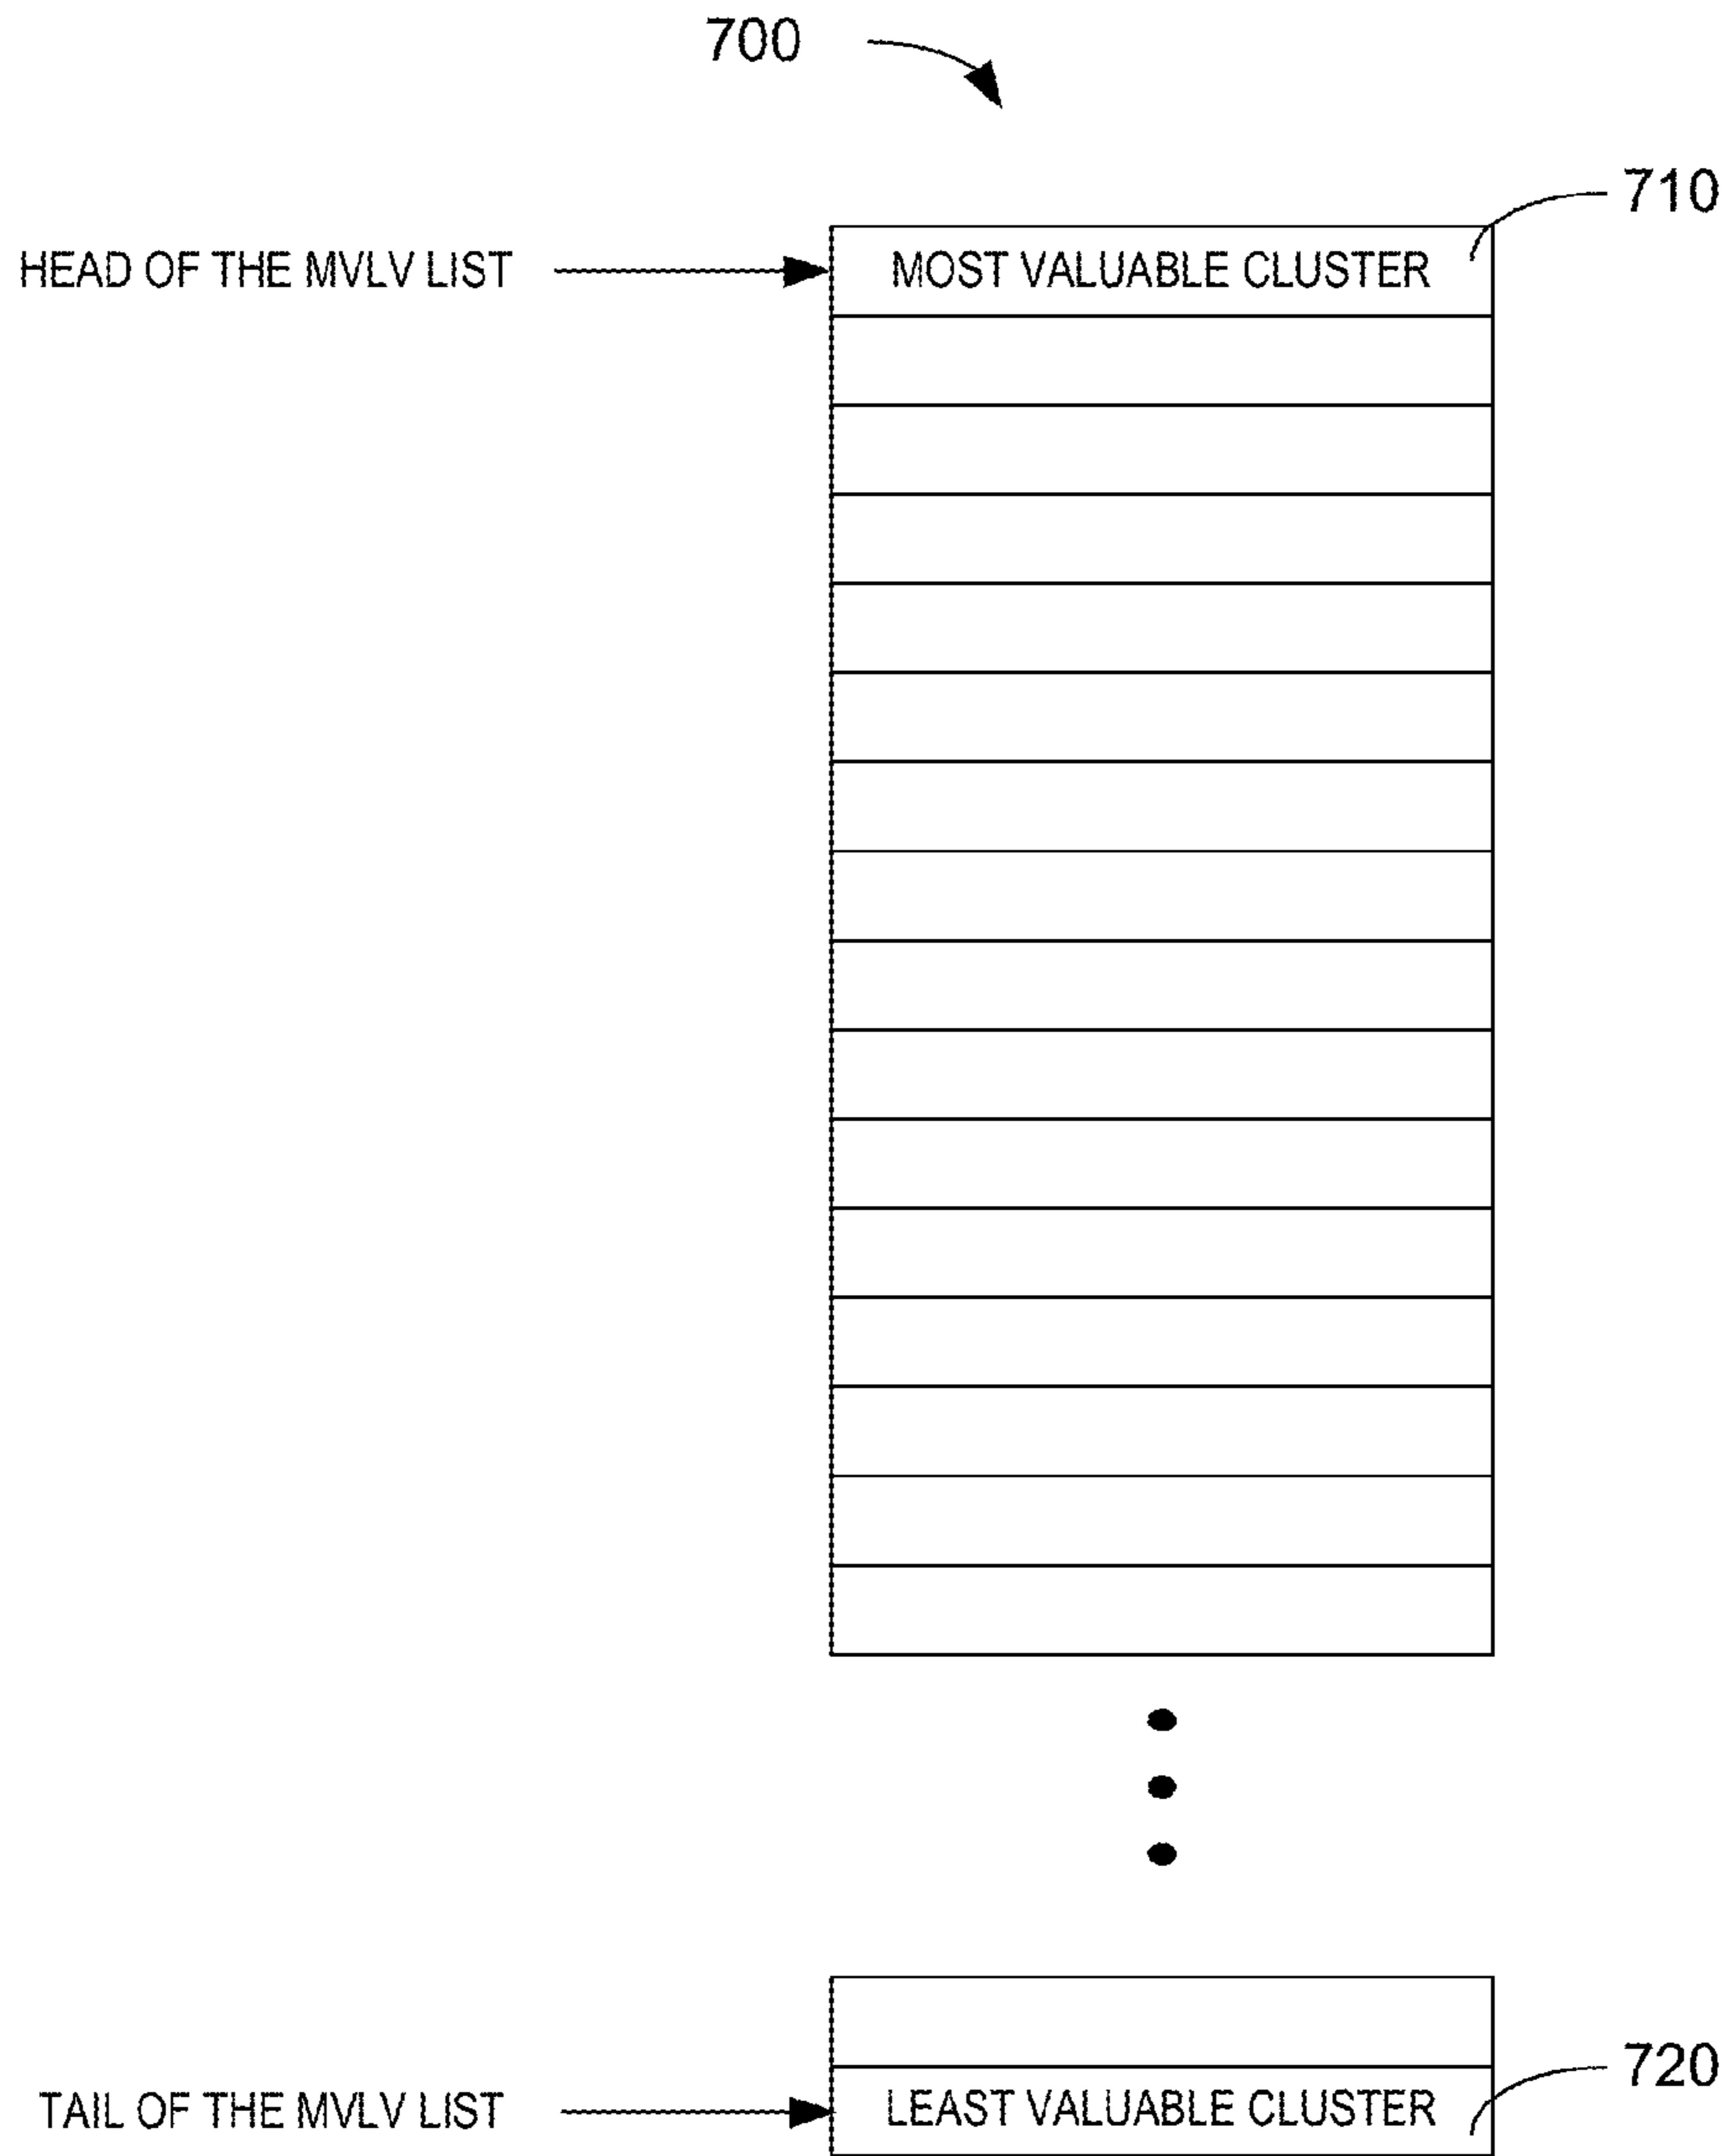 700
710
HEAD OF THE MVLV LIST
MOST VALUABLE CLUSTER
720
TAIL OF THE MVLV LIST
LEAST VALUABLE CLUSTER